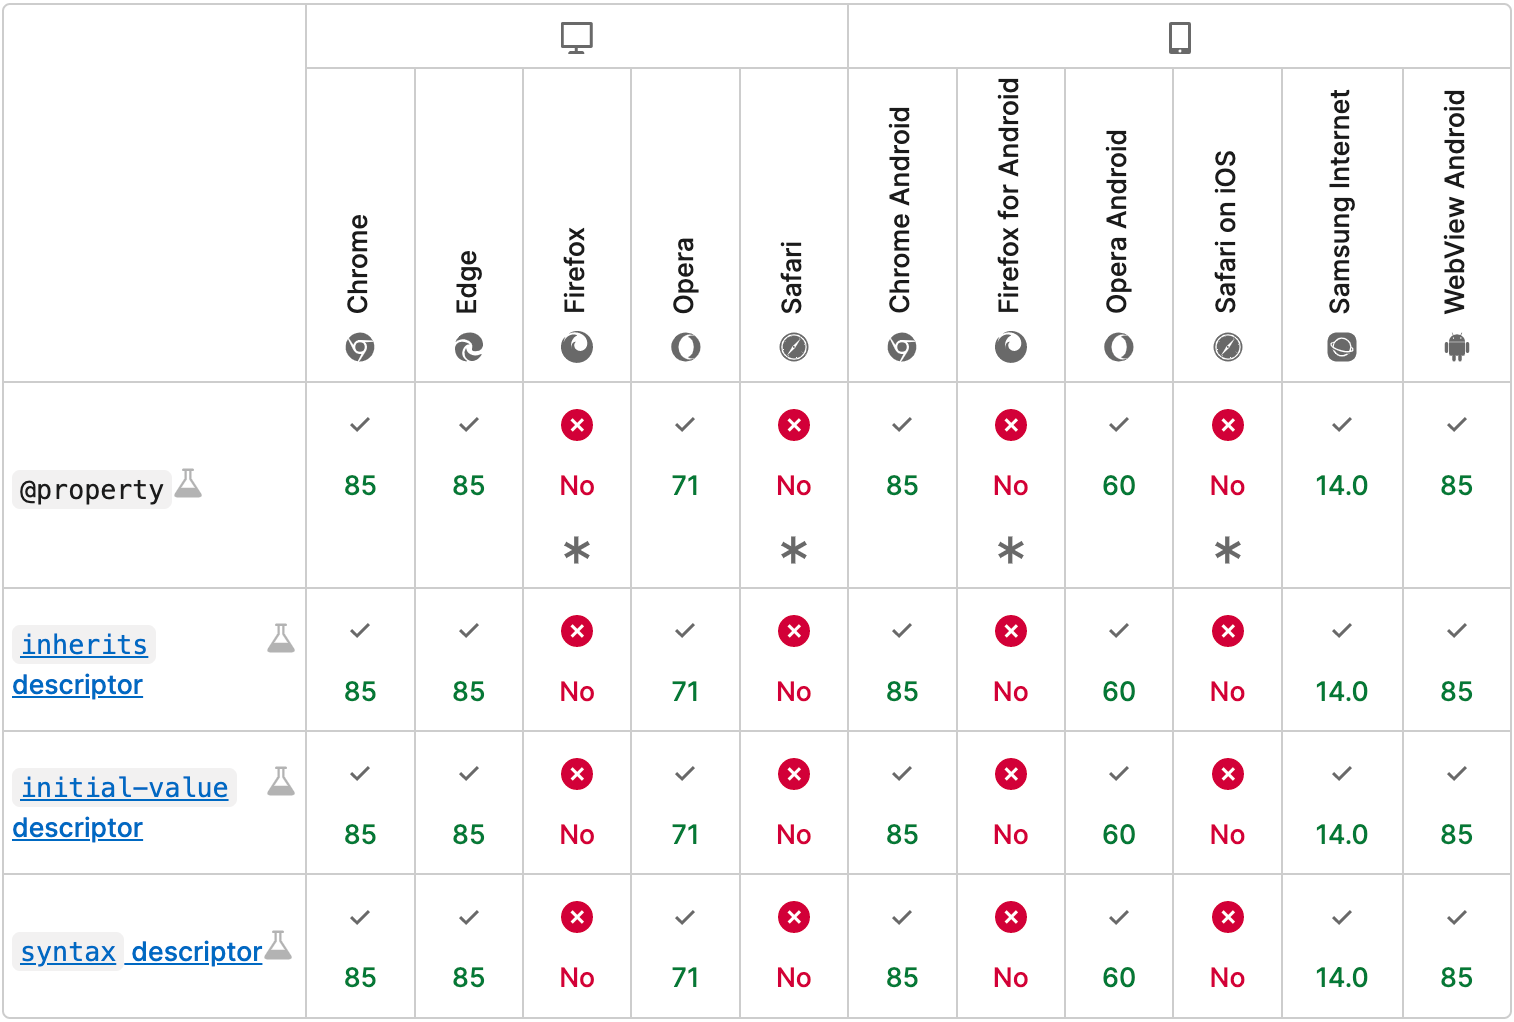 Chrome
Edge
Firefox
Opera
Safari
Chrome Android
Firefox for Android
Opera Android
Safari on iOS
Samsung Internet
WebView Android
@property
85 85 No 71 No 85 No 60 No 14.0 85
* * * *
inherits
descriptor
85 85 No 71 No 85 No 60 No 14.0 85
initial-value
descriptor
85 85 No 71 No 85 No 60 No 14.0 85
syntax descriptor
85 85 No 71 No 85 No 60 No 14.0 85